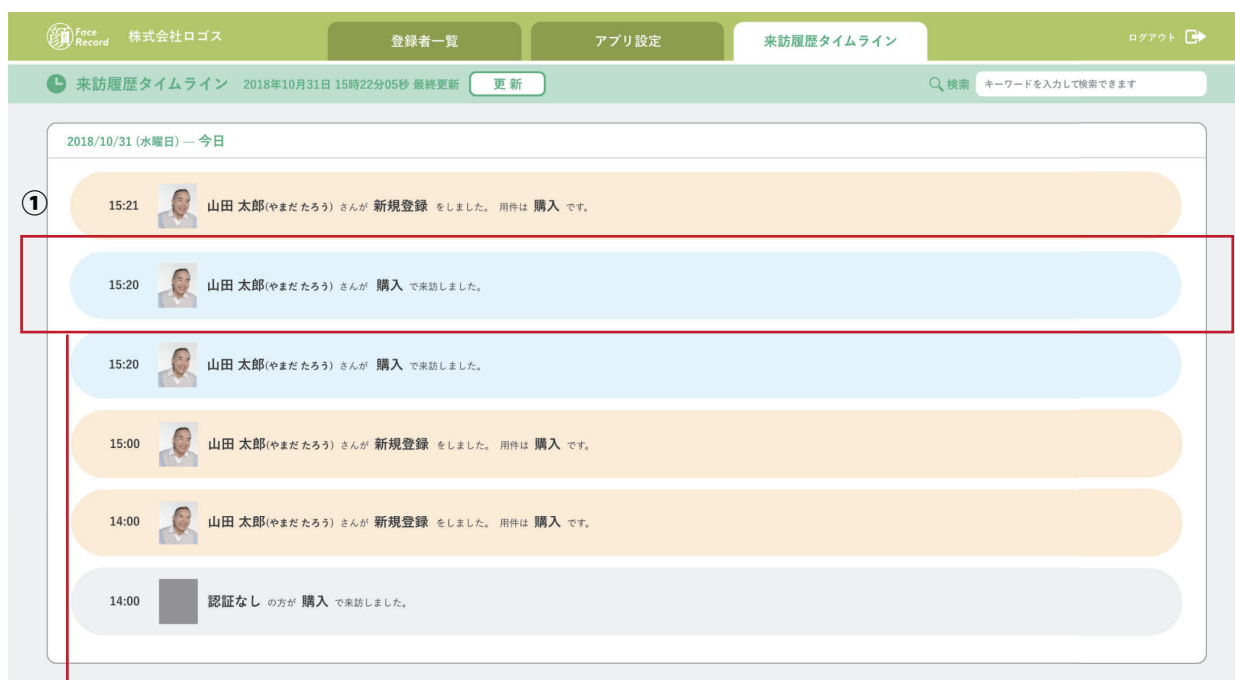 顔 Face Record 株式会社ロゴス 登録者一覧 アプリ設定 来訪履歴タイムライン ログアウト
来訪履歴タイムライン 2018年10月31日 15時22分05秒 最終更新 更新 検索 キーワードを入力して検索できます
2018/10/31 (水曜日) — 今日
①
15:21 山田 太郎(やまだ たろう) さんが 新規登録 をしました。 用件は 購入 です。
15:20 山田 太郎(やまだ たろう) さんが 購入 で来訪しました。
15:20 山田 太郎(やまだ たろう) さんが 購入 で来訪しました。
15:00 山田 太郎(やまだ たろう) さんが 新規登録 をしました。 用件は 購入 です。
14:00 山田 太郎(やまだ たろう) さんが 新規登録 をしました。 用件は 購入 です。
14:00 認証なし の方が 購入 で来訪しました。